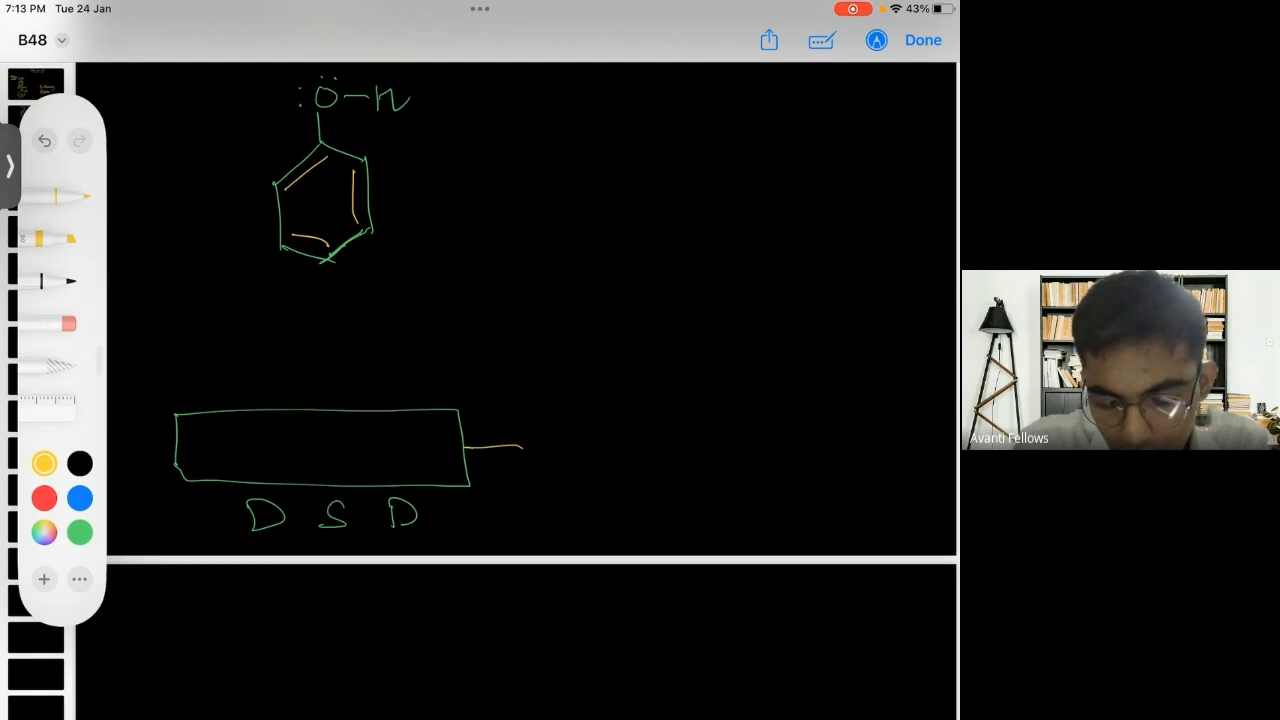 7:13 PM Tue 24 Jan
43%
B48
Done
:Ö-H
D S D
Avanti Fellows